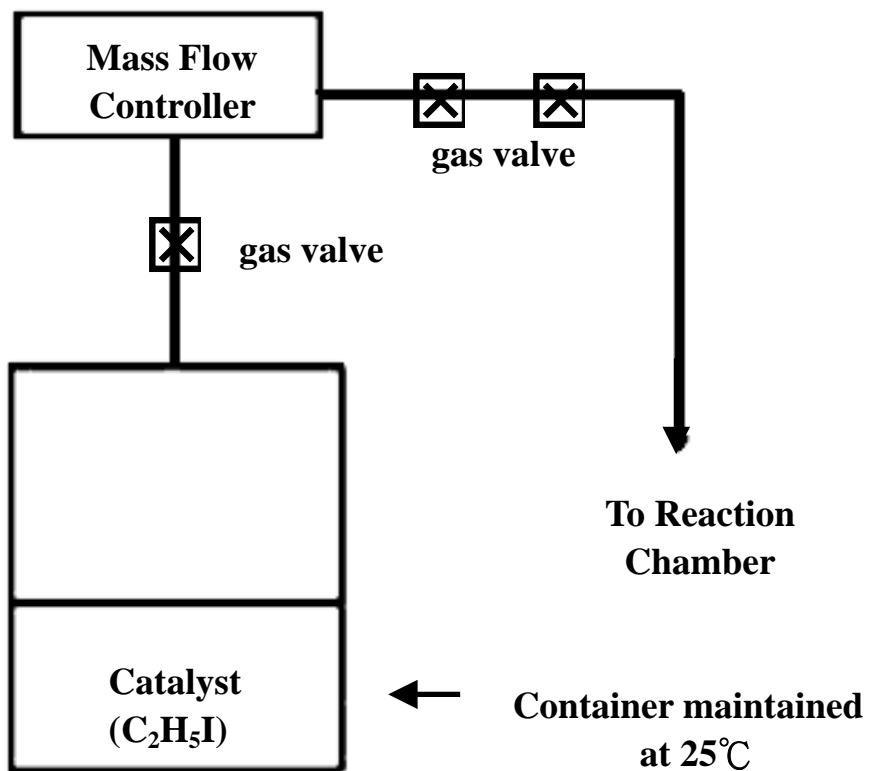 Mass Flow
Controller
gas valve
gas valve
To Reaction
Chamber
Catalyst
(C₂H₅I)
Container maintained
at 25℃